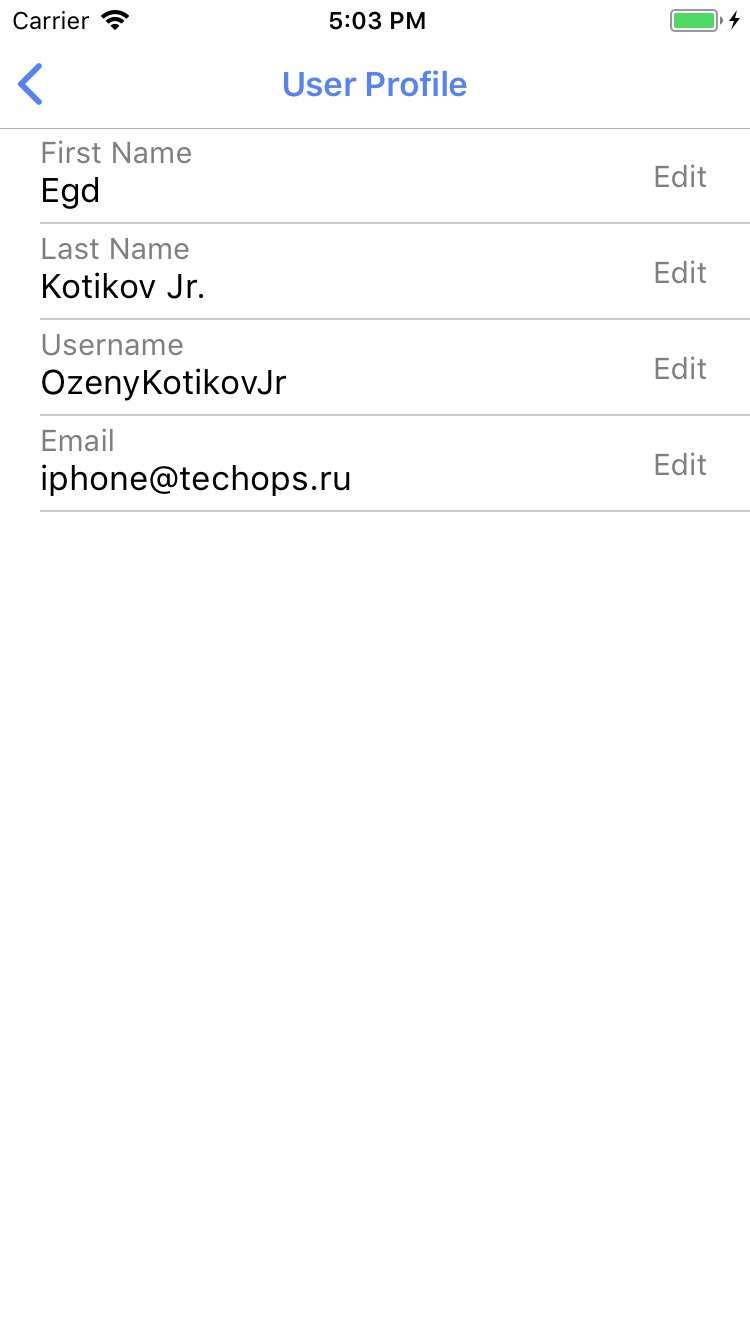 Carrier 5:03 PM
User Profile
First Name
Egd
Edit
Last Name
Kotikov Jr.
Edit
Username
OzenyKotikovJr
Edit
Email
iphone@techops.ru
Edit